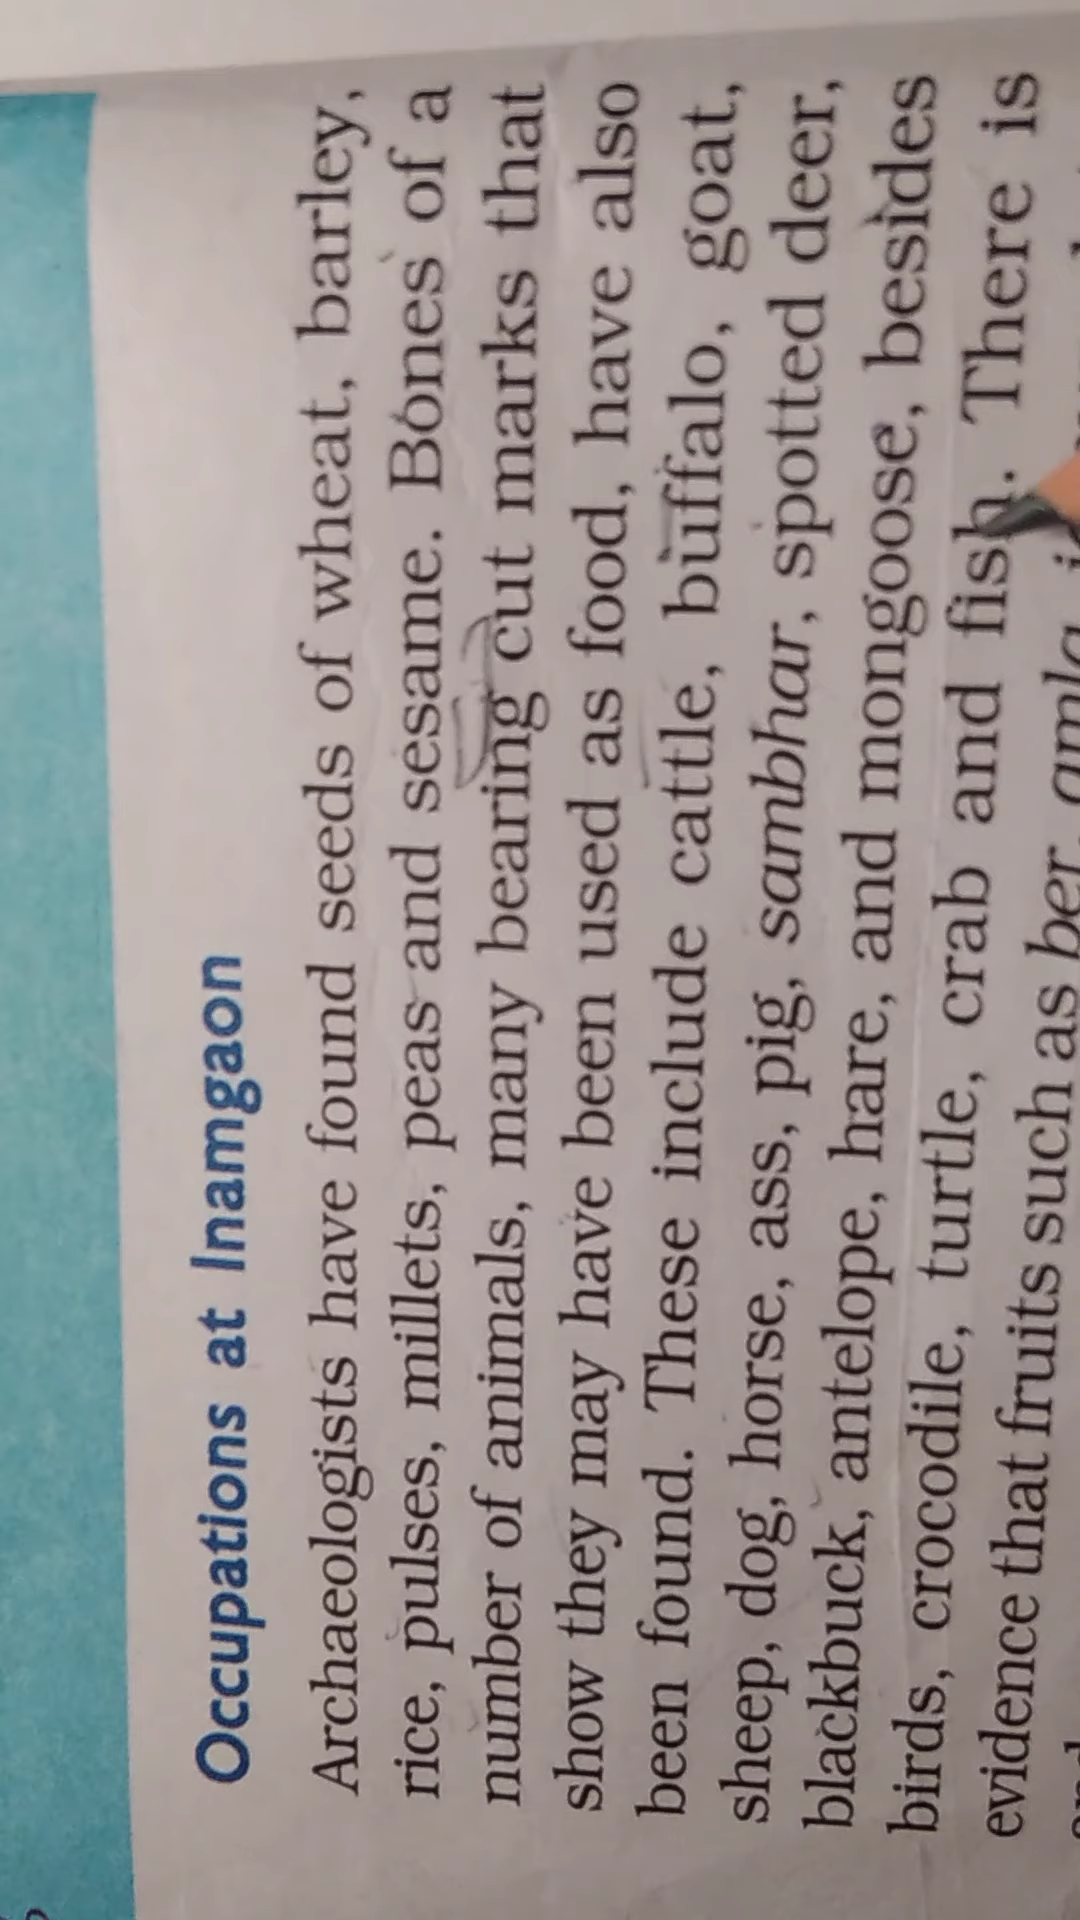 Occupations at Inamgaon
Archaeologists have found seeds of wheat, barley,
rice, pulses, millets, peas and sesame. Bones of a
number of animals, many bearing cut marks that
show they may have been used as food, have also
been found. These include cattle, buffalo, goat,
sheep, dog, horse, ass, pig, sambhar, spotted deer,
blackbuck, antelope, hare, and mongoose, besides
birds, crocodile, turtle, crab and fish. There is
evidence that fruits such as ber, amla,